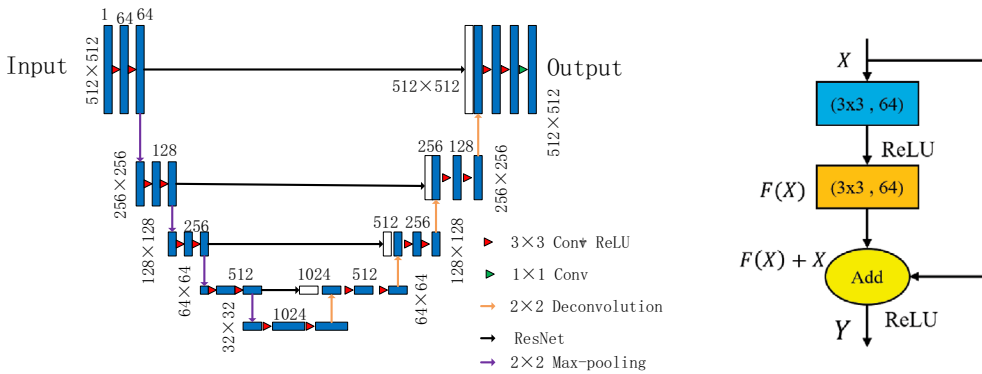 1
64
64
Input
512×512
512×512
Output
512×512
128
256×256
256
128
256×256
256
128×128
512
256
128×128
512
64×64
1024
512
64×64
1024
32×32
3×3 Conv ReLU
1×1 Conv
2×2 Deconvolution
ResNet
2×2 Max-pooling
X
(3x3 , 64)
ReLU
F(X)
(3x3 , 64)
F(X) + X
Add
ReLU
Y